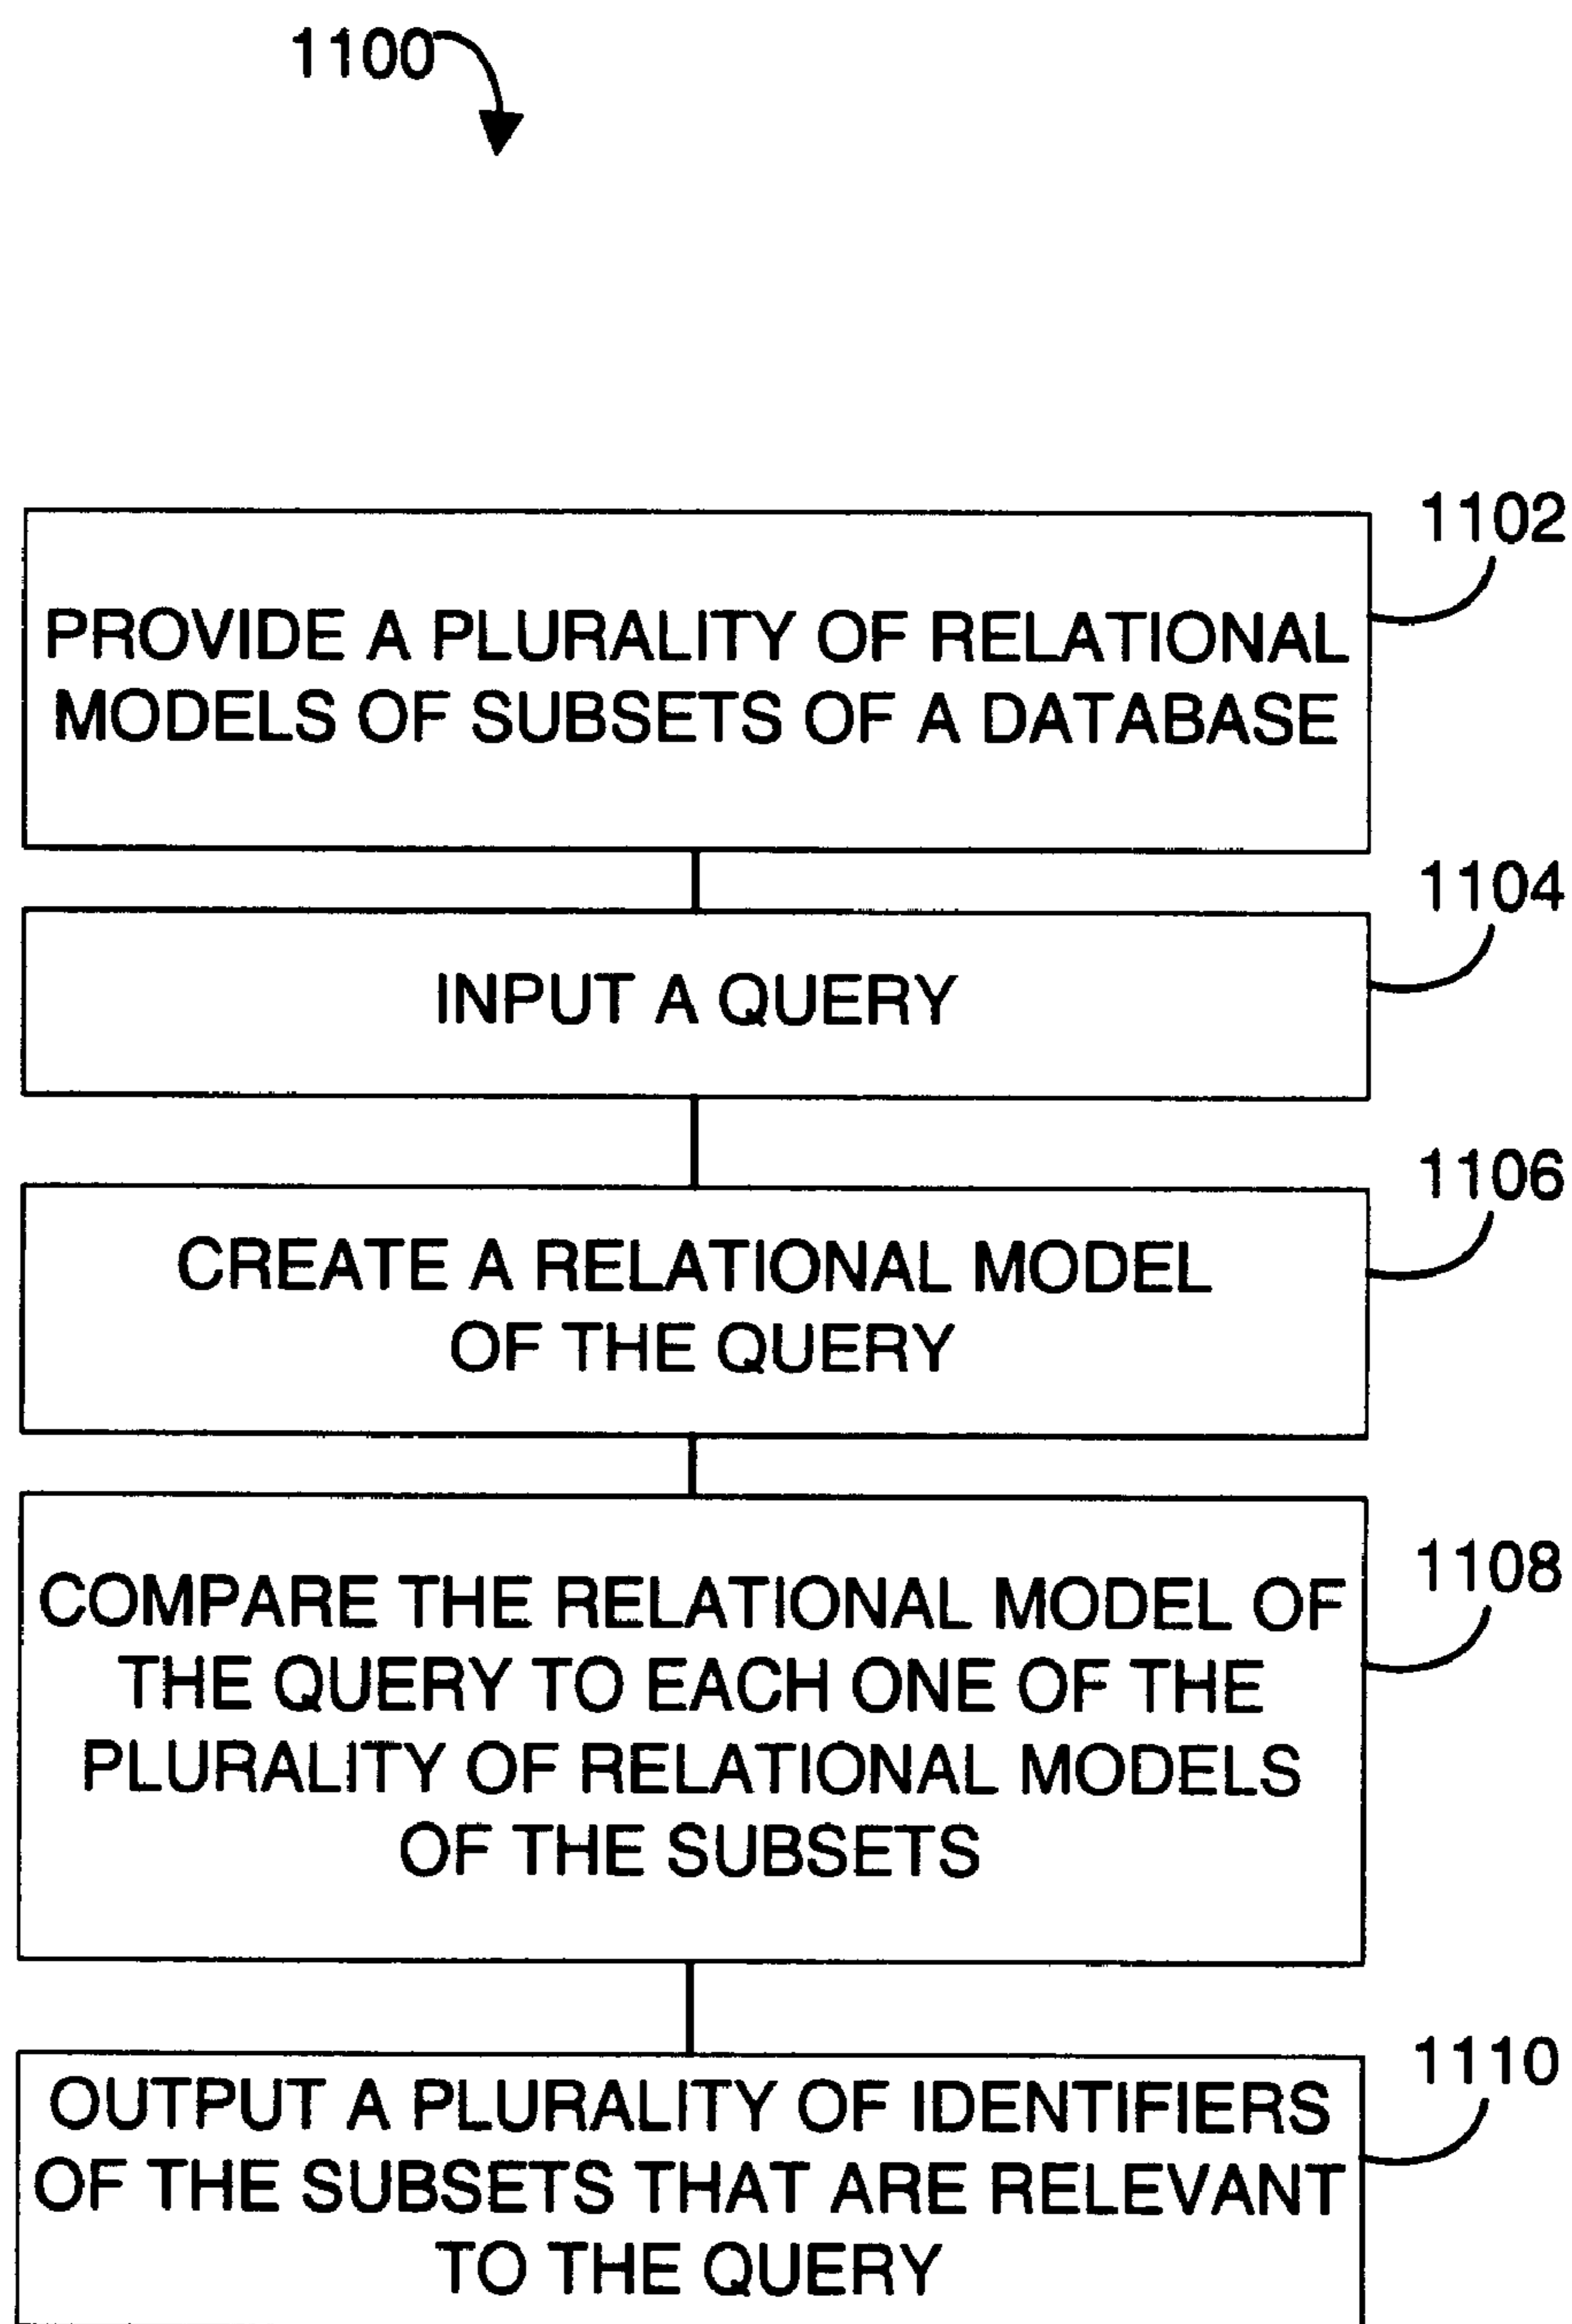 1100
1102
PROVIDE A PLURALITY OF RELATIONAL
MODELS OF SUBSETS OF A DATABASE
1104
INPUT A QUERY
1106
CREATE A RELATIONAL MODEL
OF THE QUERY
1108
COMPARE THE RELATIONAL MODEL OF
THE QUERY TO EACH ONE OF THE
PLURALITY OF RELATIONAL MODELS
OF THE SUBSETS
1110
OUTPUT A PLURALITY OF IDENTIFIERS
OF THE SUBSETS THAT ARE RELEVANT
TO THE QUERY